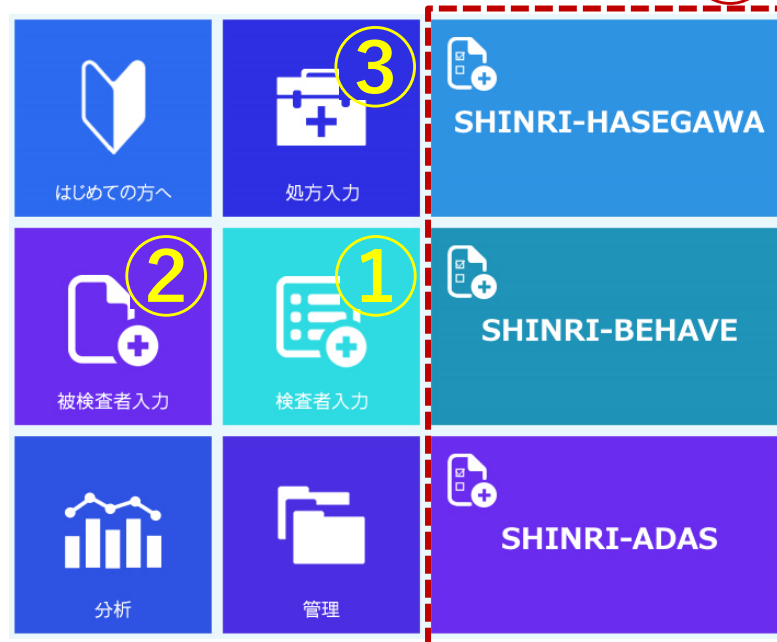 ③
はじめての方へ
処方入力
SHINRI-HASEGAWA
②
①
被検査者入力
検査者入力
SHINRI-BEHAVE
分析
管理
SHINRI-ADAS